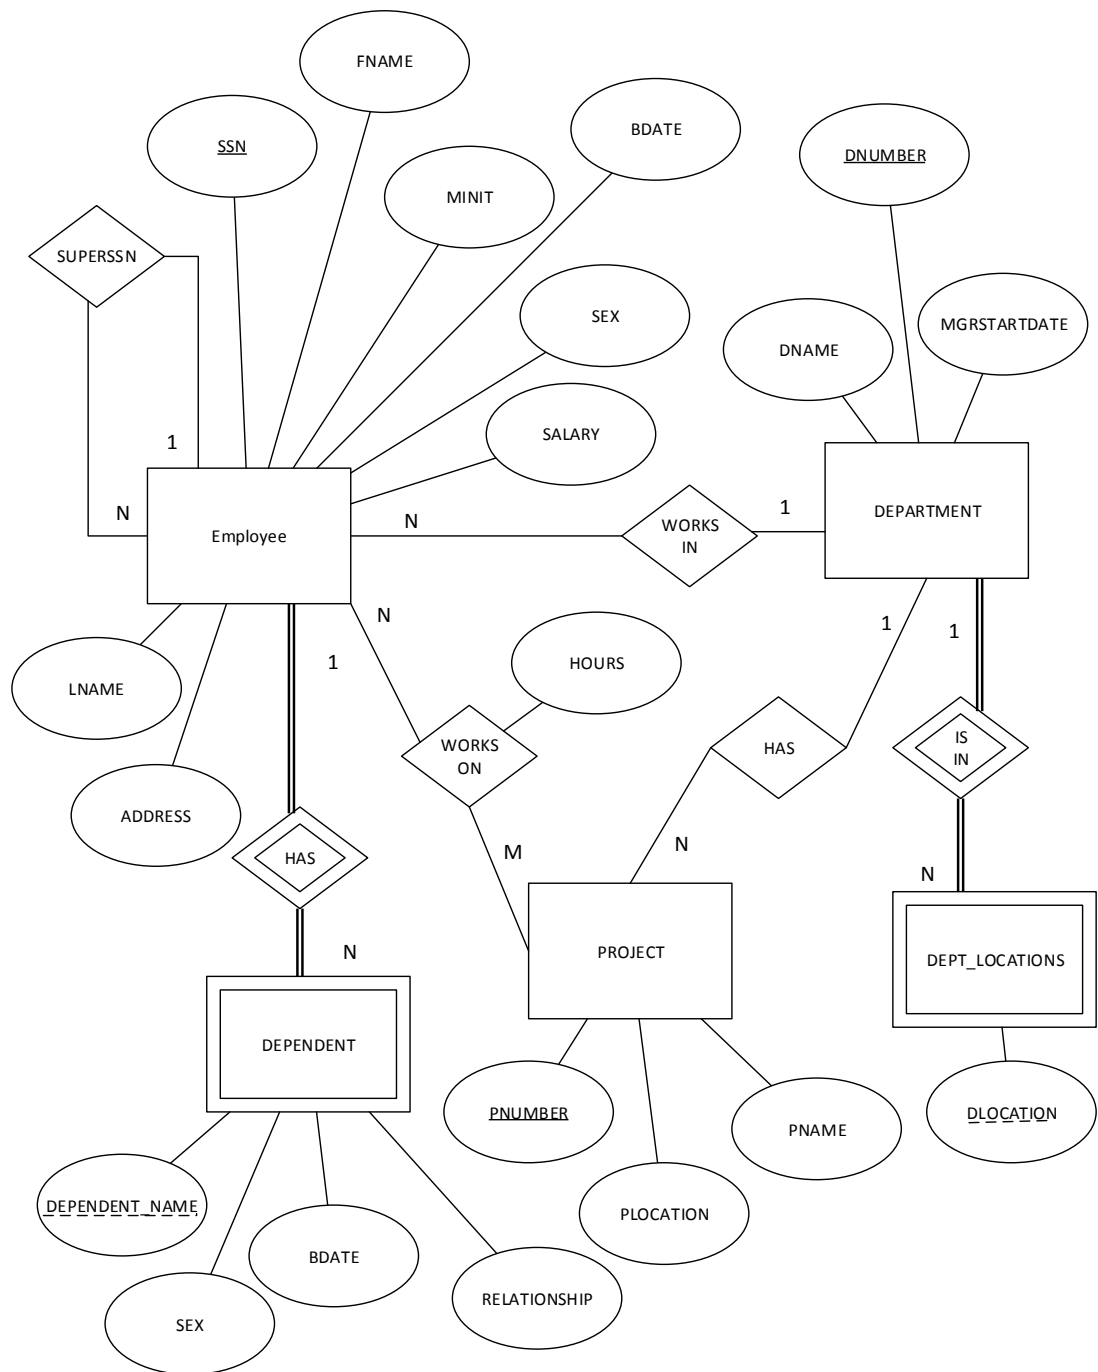 FNAME
BDATE
SSN
DNUMBER
MINIT
SUPERSSN
SEX
MGRSTARTDATE
DNAME
SALARY
1
N
Employee
N
WORKS
IN
1
DEPARTMENT
N
1
1
1
HOURS
LNAME
WORKS
ON
HAS
IS
IN
ADDRESS
HAS
M
N
N
N
PROJECT
DEPT_LOCATIONS
DEPENDENT
PNUMBER
PNAME
DLOCATION
DEPENDENT_NAME
PLOCATION
BDATE
RELATIONSHIP
SEX